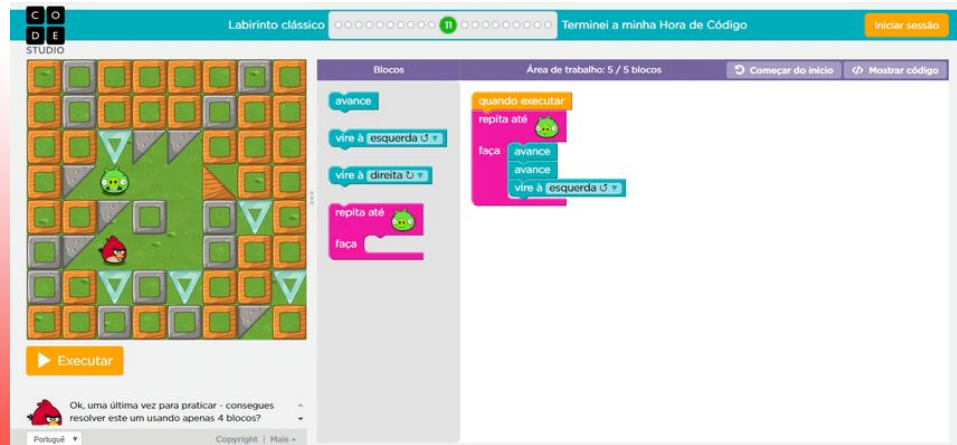 C O
D E
STUDIO
Labirinto clássico
11
Terminei a minha Hora de Código
Iniciar sessão
Blocos
Área de trabalho: 5 / 5 blocos
Começar do início
Mostrar código
avance
vire à esquerda
vire à direita
repita até
faça
quando executar
repita até
faça
avance
avance
vire à esquerda
Executar
Ok, uma última vez para praticar - consegues
resolver este um usando apenas 4 blocos?
Portuguê
Copyright | Mais